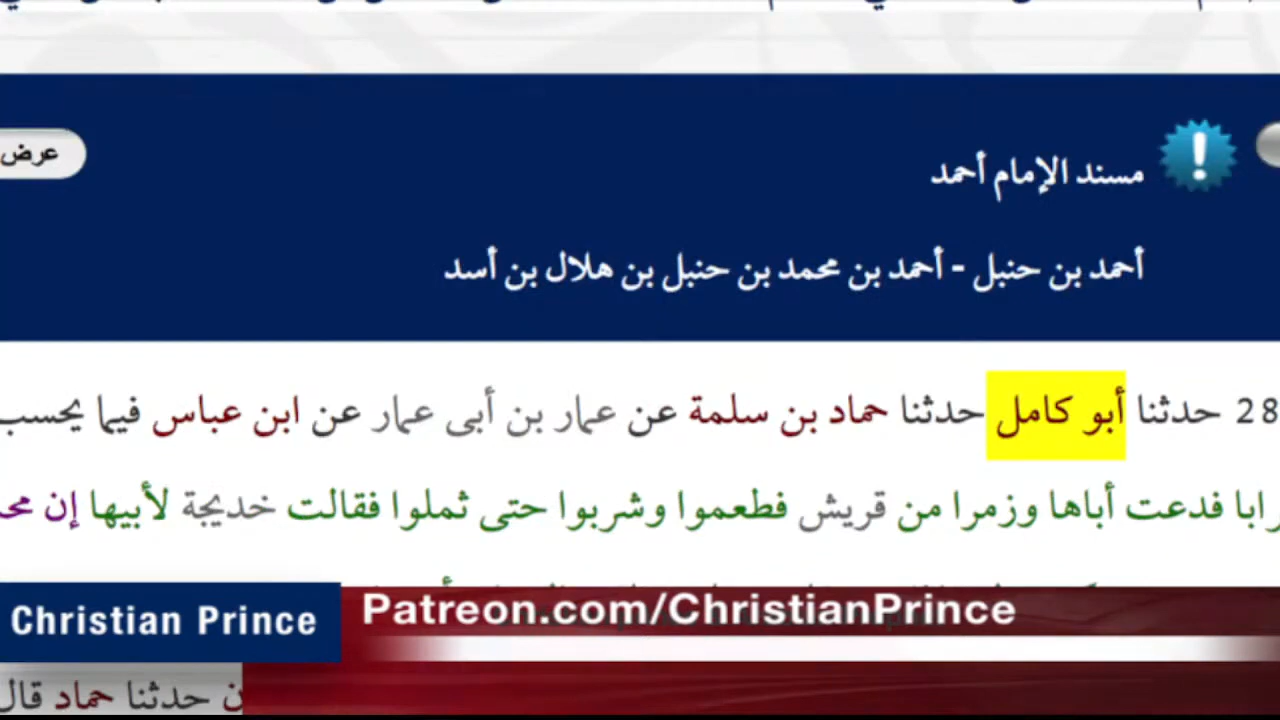 عرض
مسند الإمام أحمد
أحمد بن حنبل - أحمد بن محمد بن حنبل بن هلال بن أسد
28 حدثنا أبو كامل حدثنا حماد بن سلمة عن عمار بن أبى عمار عن ابن عباس فيما يحسب
فدعت أباها وزمرا من قريش فطعموا وشربوا حتى ثملوا فقالت خديجة لأبيها إن
Christian Prince
Patreon.com/ChristianPrince
حدثنا حماد قال